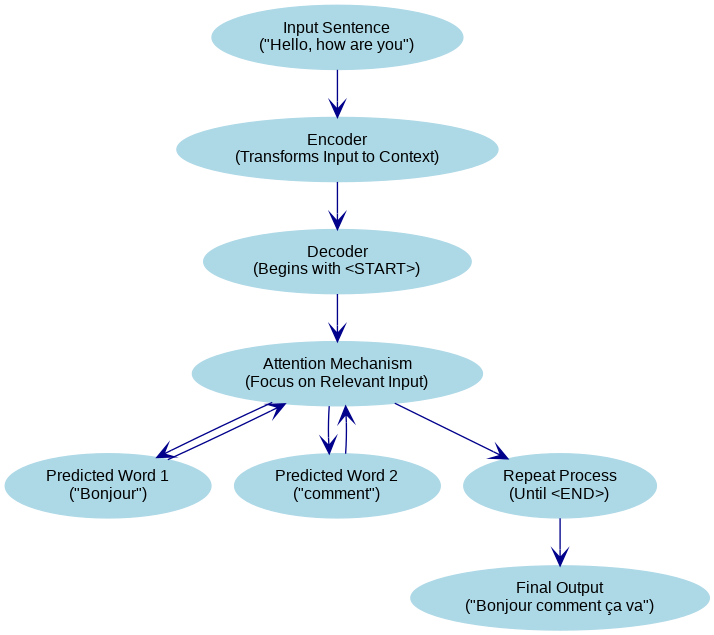 Input Sentence
("Hello, how are you")
Encoder
(Transforms Input to Context)
Decoder
(Begins with <START>)
Attention Mechanism
(Focus on Relevant Input)
Predicted Word 1
("Bonjour")
Predicted Word 2
("comment")
Repeat Process
(Until <END>)
Final Output
("Bonjour comment ça va")